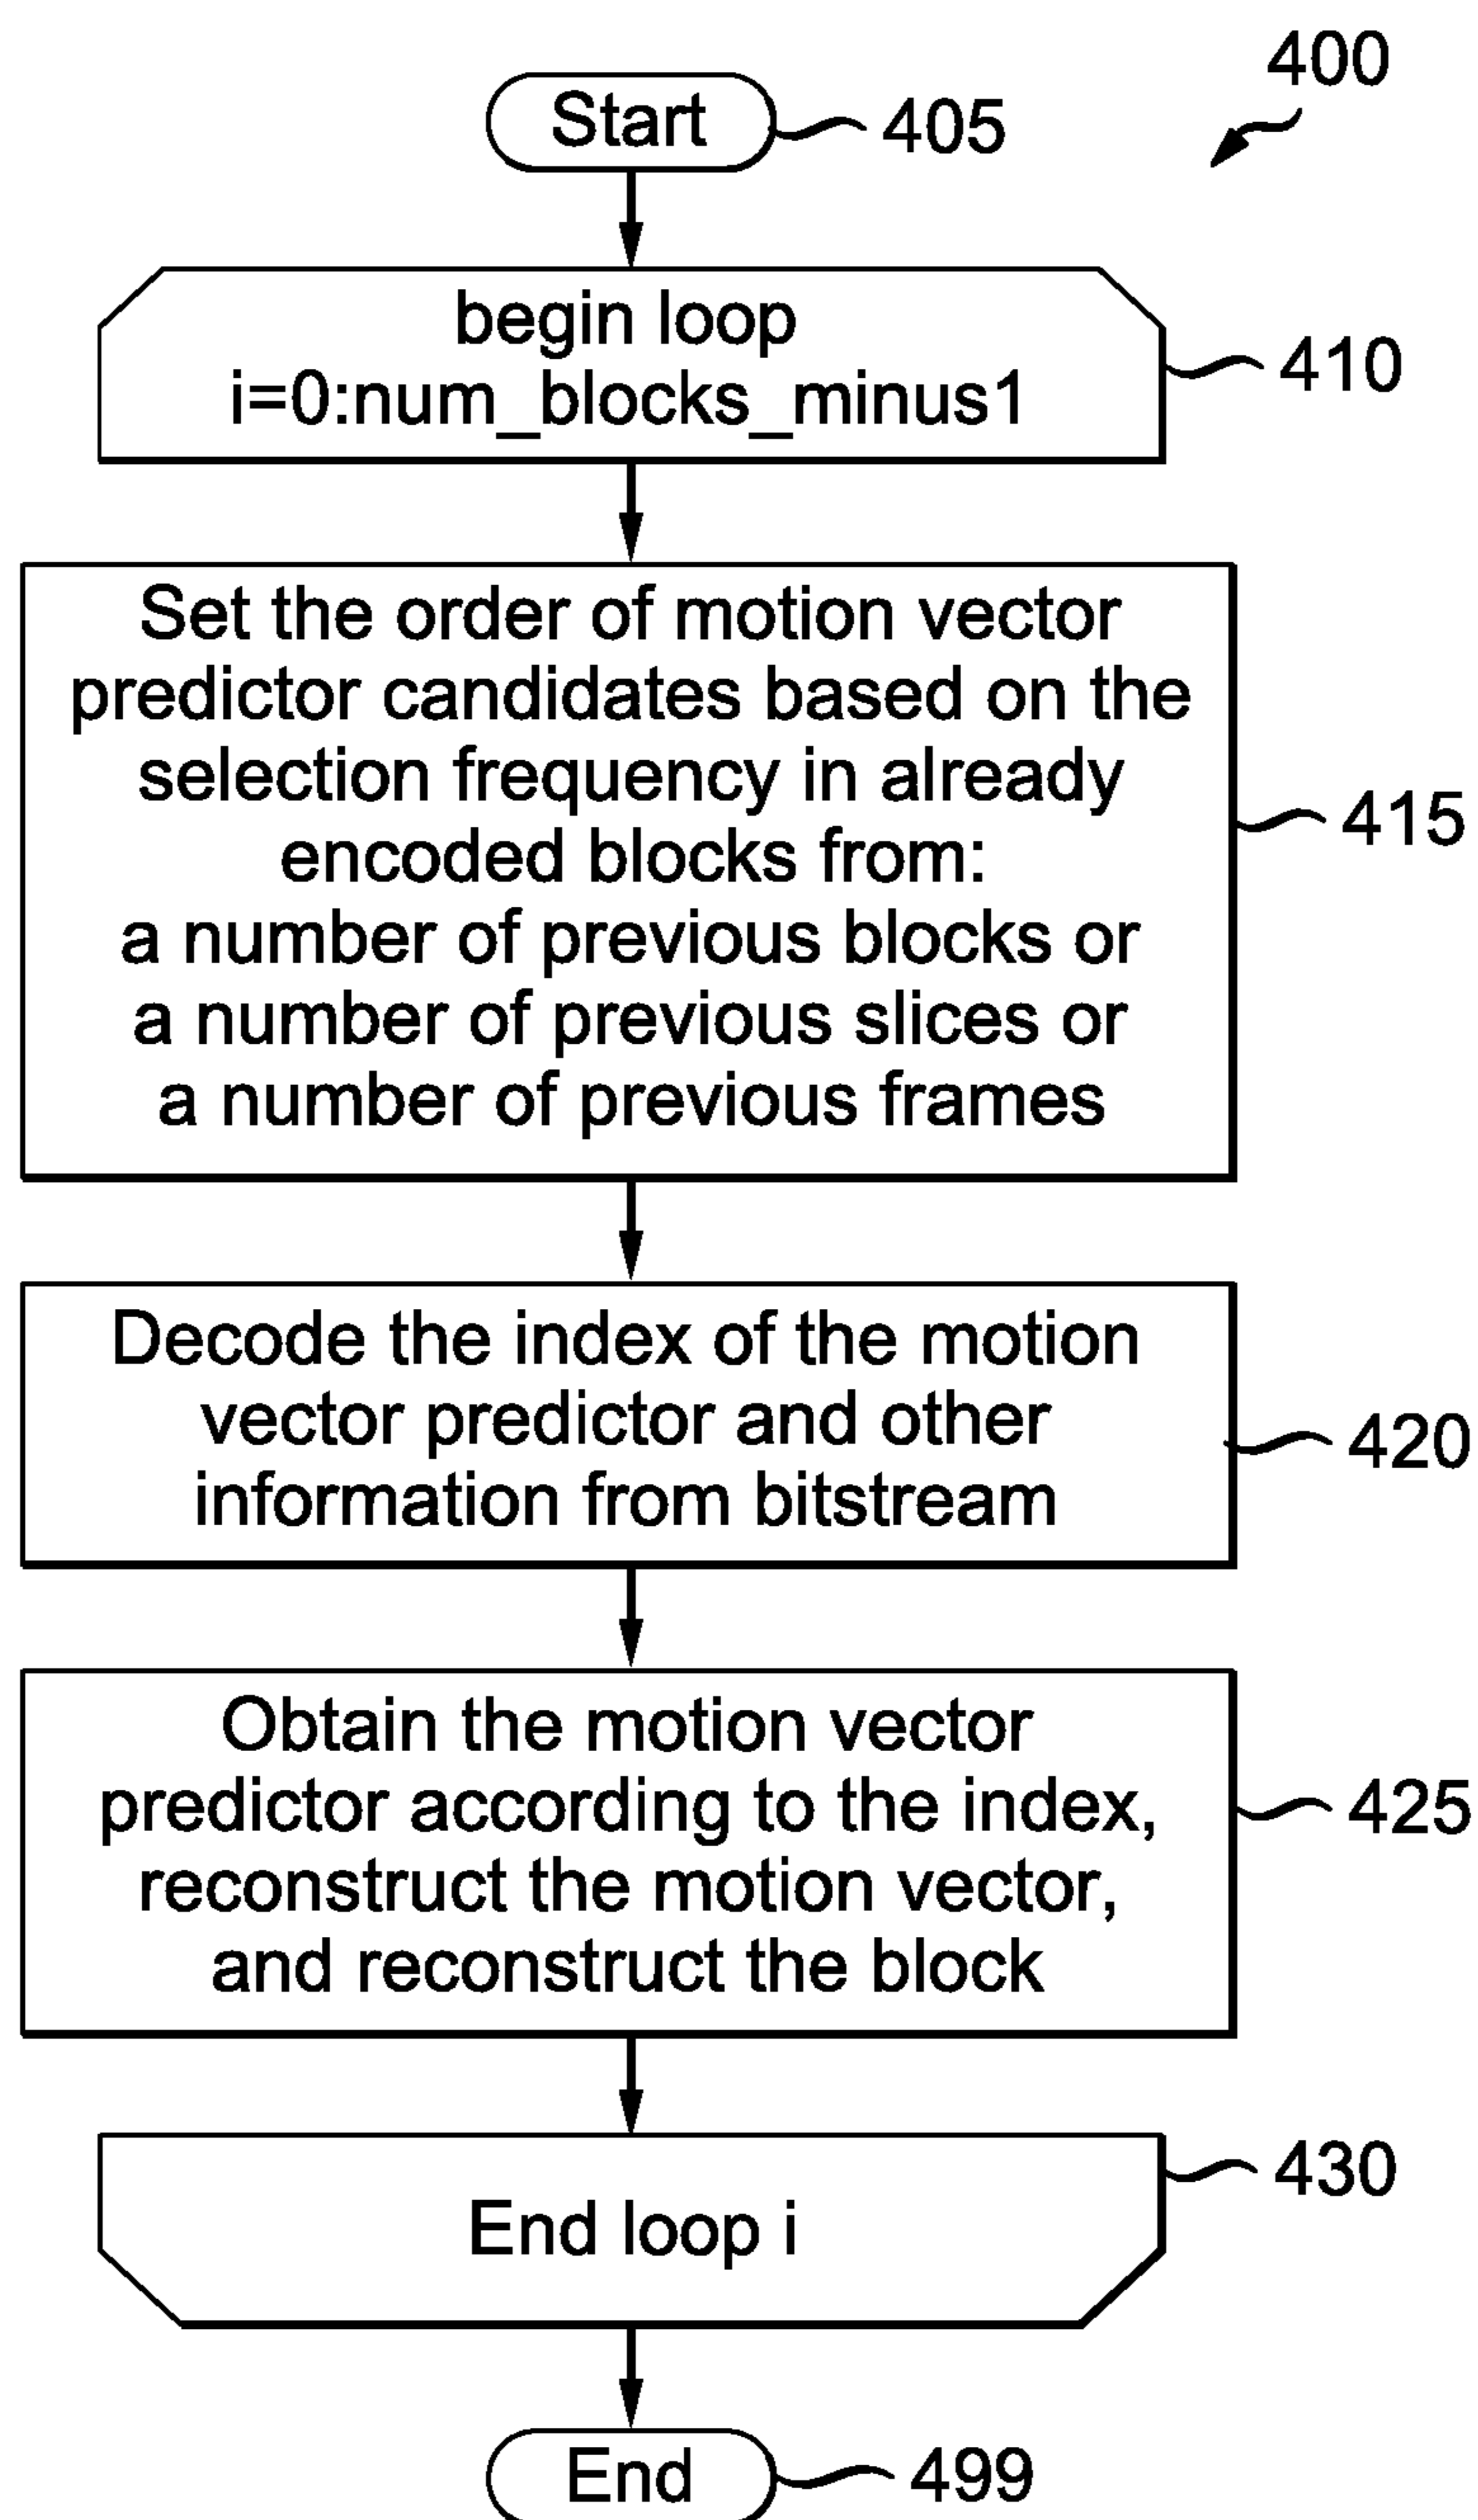 400
Start
405
begin loop
i=0:num_blocks_minus1
410
Set the order of motion vector
predictor candidates based on the
selection frequency in already
encoded blocks from:
a number of previous blocks or
a number of previous slices or
a number of previous frames
415
Decode the index of the motion
vector predictor and other
information from bitstream
420
Obtain the motion vector
predictor according to the index,
reconstruct the motion vector,
and reconstruct the block
425
430
End loop i
End
499